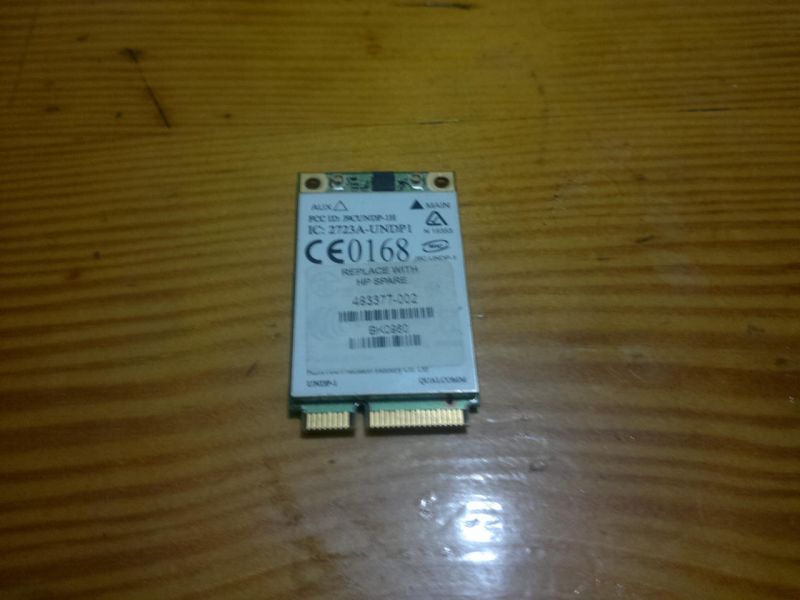 AUX △ ▲ MAIN
FCC ID: J9CUNDP-1H
IC: 2723A-UNDP1
CE0168
REPLACE WITH
HP SPARE
483377-002
UNDP-1 QUALCOMM